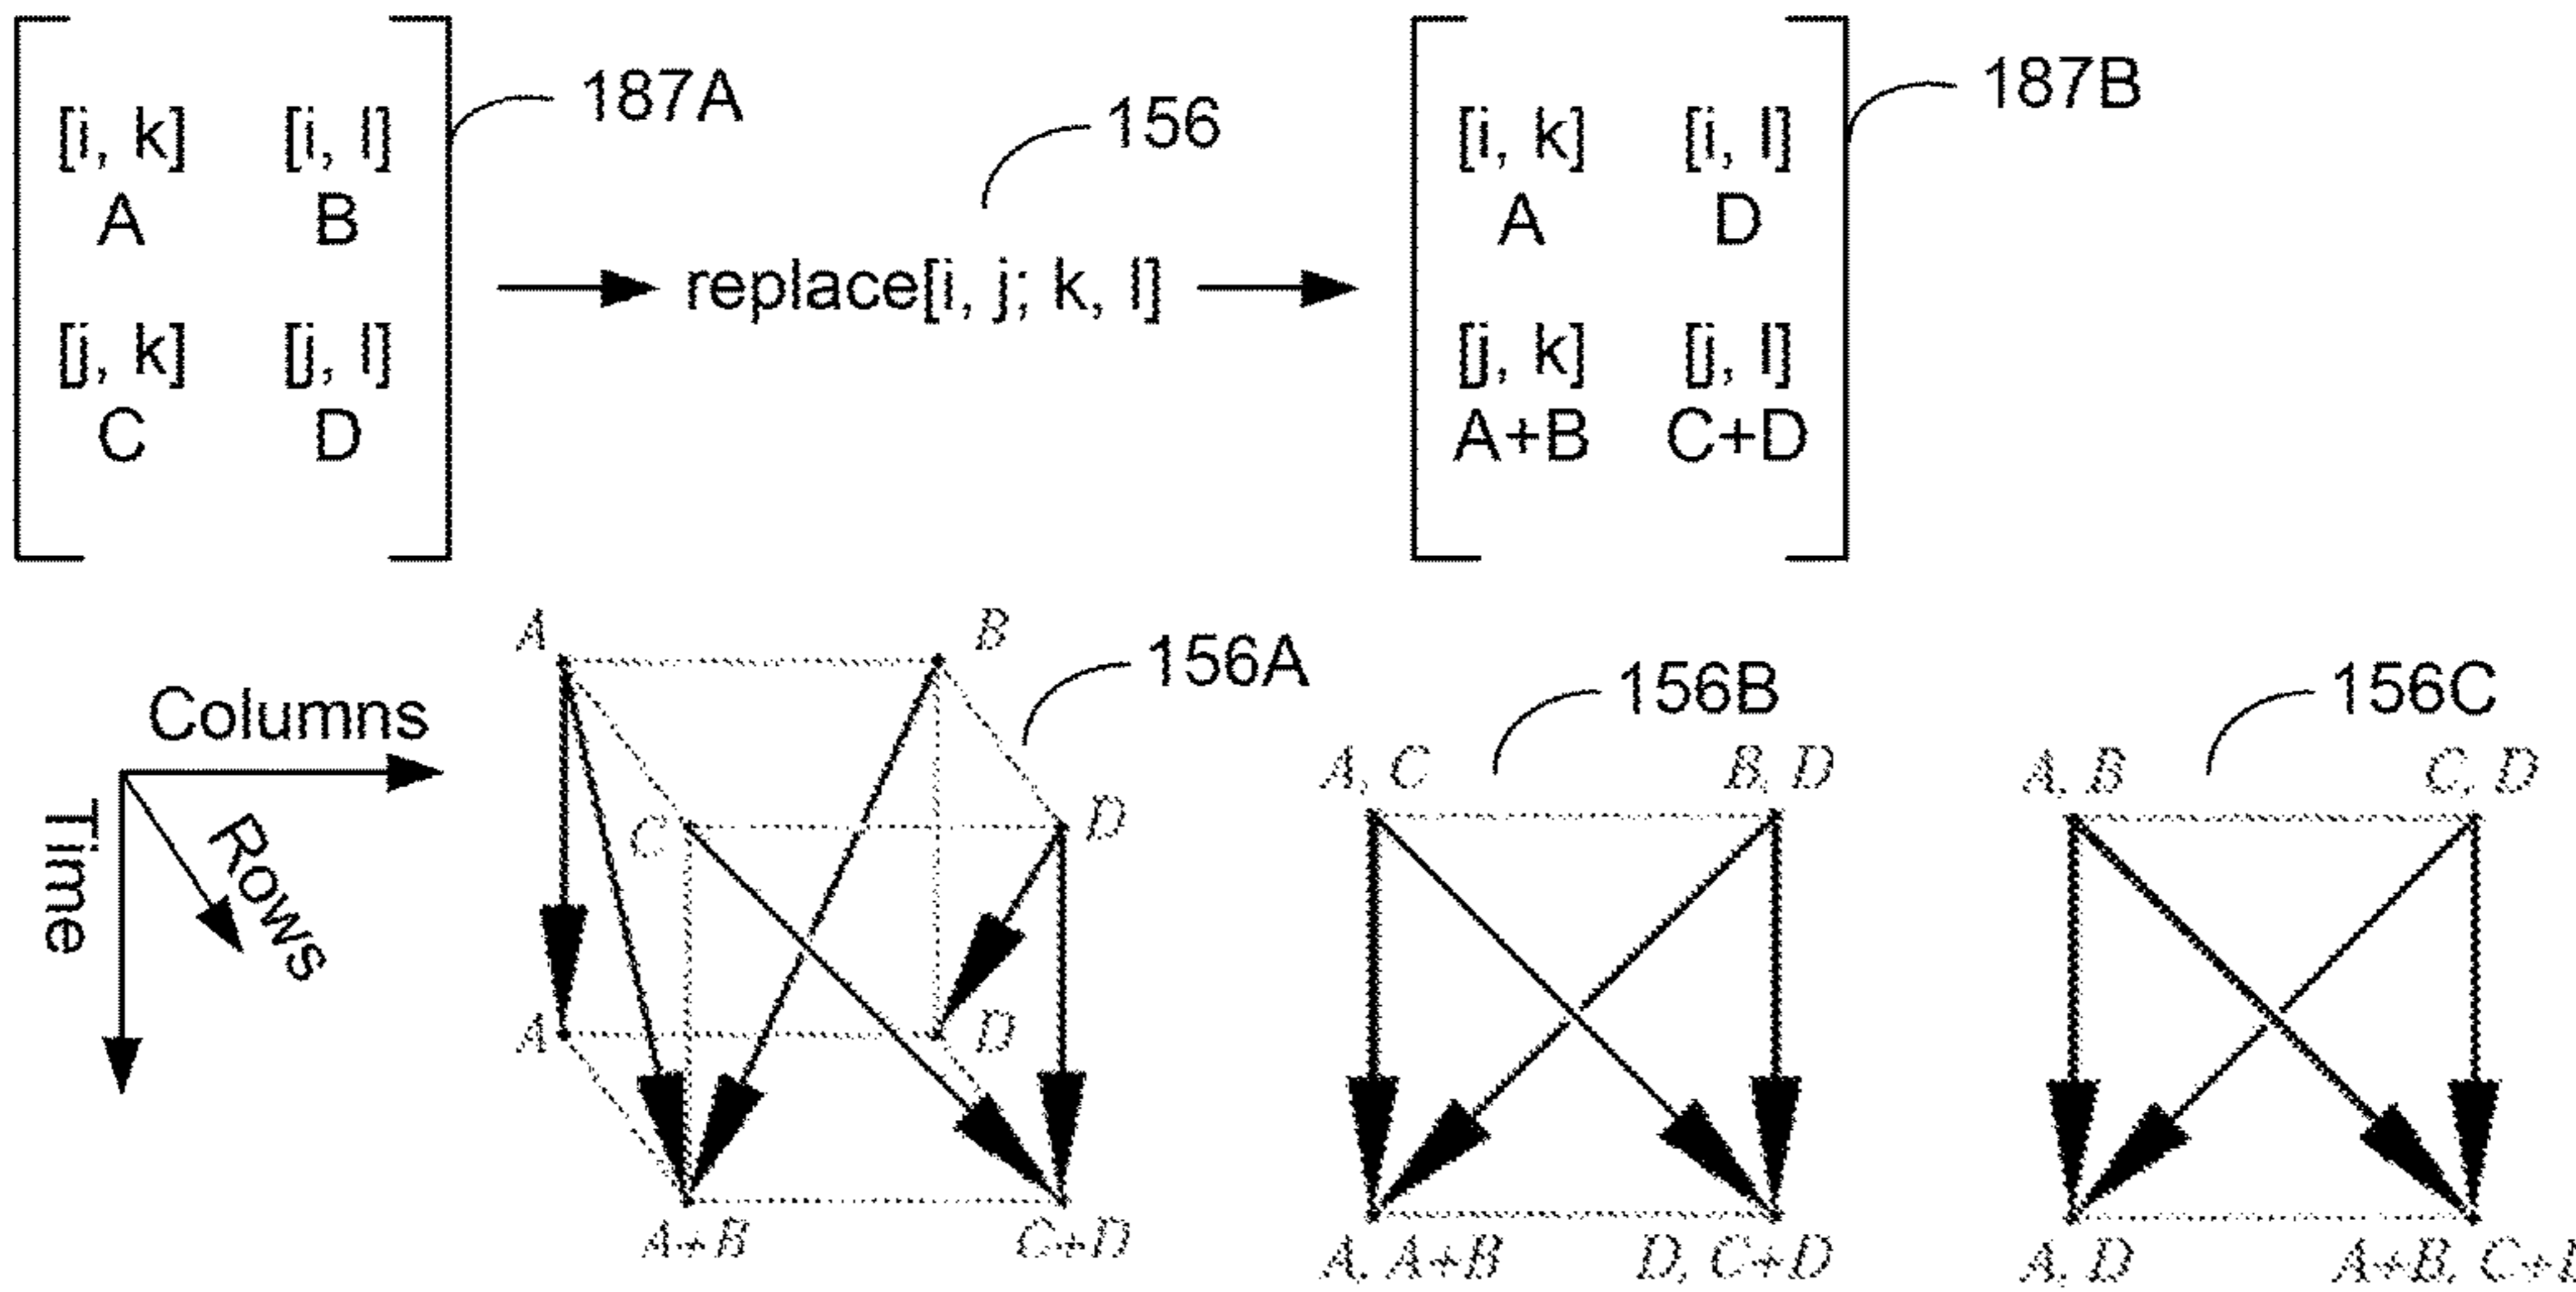 187A
187B
156
[i, k] [i, l]
A B
[j, k] [j, l]
C D
replace[i, j; k, l]
[i, k] [i, l]
A D
[j, k] [j, l]
A+B C+D
Columns
Time
Rows
156A
A B
C D
A D
A+B C+D
156B
A, C B, D
A, A+B D, C+D
156C
A, B C, D
A, D A+B, C+